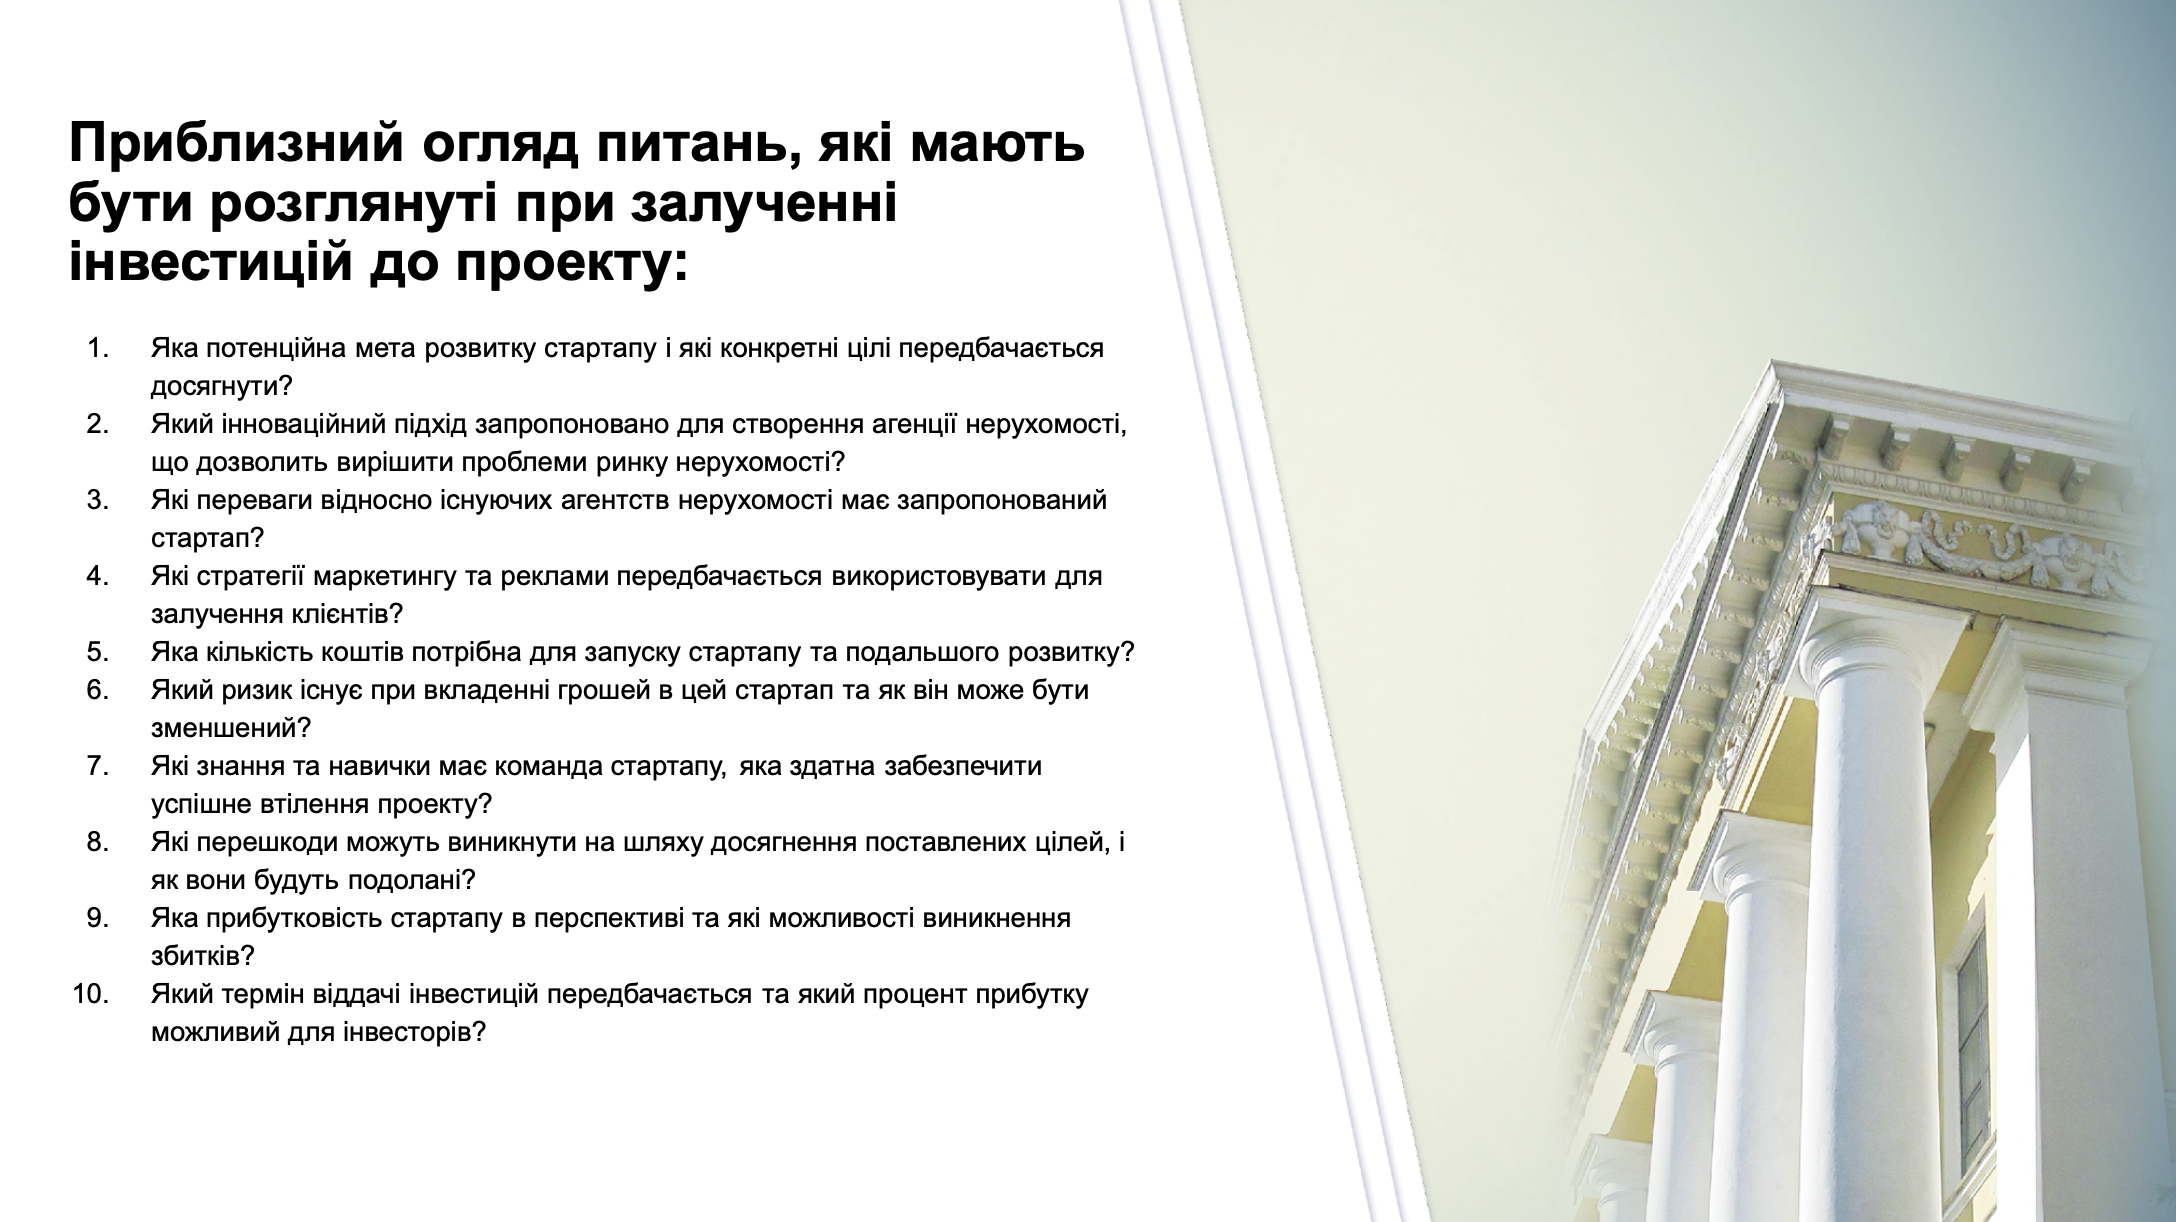 Приблизний огляд питань, які мають
бути розглянуті при залученні
інвестицій до проекту:
1. Яка потенційна мета розвитку стартапу і які конкретні цілі передбачається
досягнути?
2. Який інноваційний підхід запропоновано для створення агенції нерухомості,
що дозволить вирішити проблеми ринку нерухомості?
3. Які переваги відносно існуючих агентств нерухомості має запропонований
стартап?
4. Які стратегії маркетингу та реклами передбачається використовувати для
залучення клієнтів?
5. Яка кількість коштів потрібна для запуску стартапу та подальшого розвитку?
6. Який ризик існує при вкладенні грошей в цей стартап та як він може бути
зменшений?
7. Які знання та навички має команда стартапу, яка здатна забезпечити
успішне втілення проекту?
8. Які перешкоди можуть виникнути на шляху досягнення поставлених цілей, і
як вони будуть подолані?
9. Яка прибутковість стартапу в перспективі та які можливості виникнення
збитків?
10. Який термін віддачі інвестицій передбачається та який процент прибутку
можливий для інвесторів?